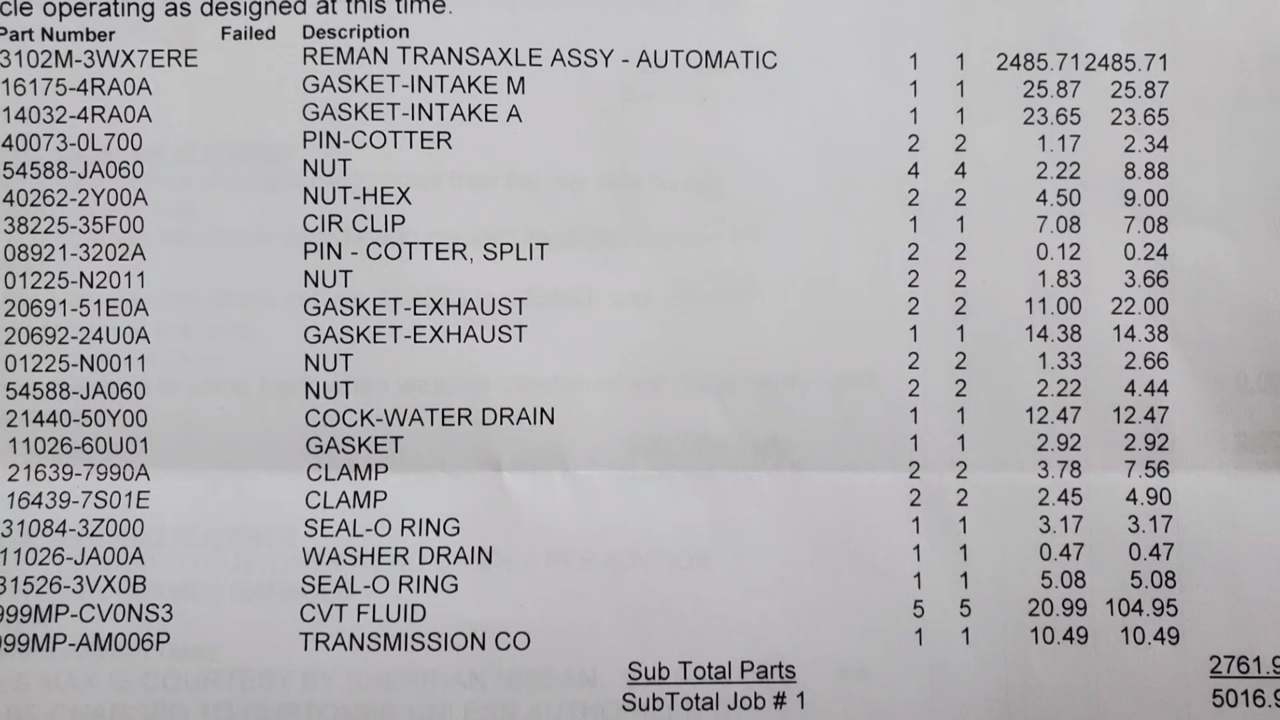 cle operating as designed at this time.
Part Number Failed Description
3102M-3WX7ERE REMAN TRANSAXLE ASSY - AUTOMATIC 1 1 2485.71 2485.71
16175-4RA0A GASKET-INTAKE M 1 1 25.87 25.87
14032-4RA0A GASKET-INTAKE A 1 1 23.65 23.65
40073-0L700 PIN-COTTER 2 2 1.17 2.34
54588-JA060 NUT 4 4 2.22 8.88
40262-2Y00A NUT-HEX 2 2 4.50 9.00
38225-35F00 CIR CLIP 1 1 7.08 7.08
08921-3202A PIN - COTTER, SPLIT 2 2 0.12 0.24
01225-N2011 NUT 2 2 1.83 3.66
20691-51E0A GASKET-EXHAUST 2 2 11.00 22.00
20692-24U0A GASKET-EXHAUST 1 1 14.38 14.38
01225-N0011 NUT 2 2 1.33 2.66
54588-JA060 NUT 2 2 2.22 4.44
21440-50Y00 COCK-WATER DRAIN 1 1 12.47 12.47
11026-60U01 GASKET 1 1 2.92 2.92
21639-7990A CLAMP 2 2 3.78 7.56
16439-7S01E CLAMP 2 2 2.45 4.90
31084-3Z000 SEAL-O RING 1 1 3.17 3.17
11026-JA00A WASHER DRAIN 1 1 0.47 0.47
31526-3VX0B SEAL-O RING 1 1 5.08 5.08
999MP-CV0NS3 CVT FLUID 5 5 20.99 104.95
999MP-AM006P TRANSMISSION CO 1 1 10.49 10.49
Sub Total Parts 2761.9
SubTotal Job # 1 5016.9